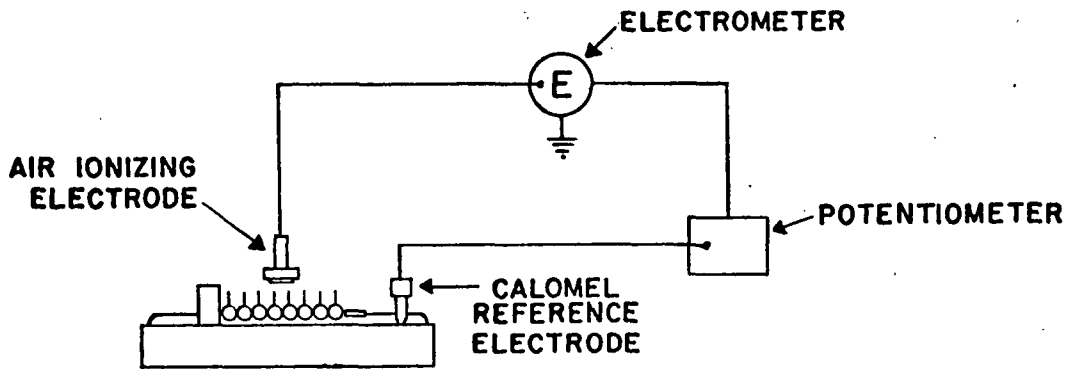 ELECTROMETER
E
AIR IONIZING
ELECTRODE
POTENTIOMETER
CALOMEL
REFERENCE
ELECTRODE